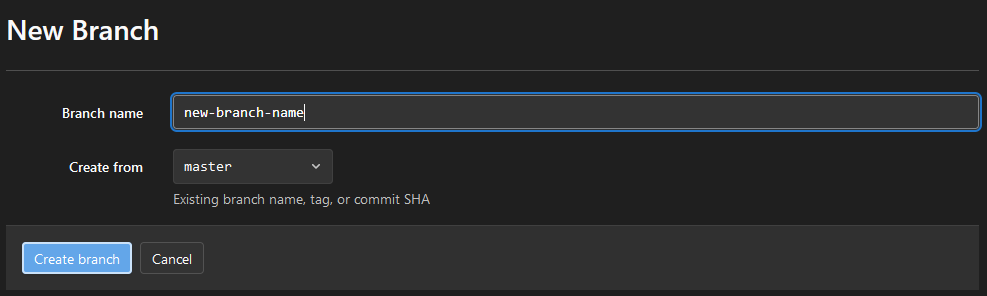 New Branch
Branch name
new-branch-name
Create from
master
Existing branch name, tag, or commit SHA
Create branch
Cancel